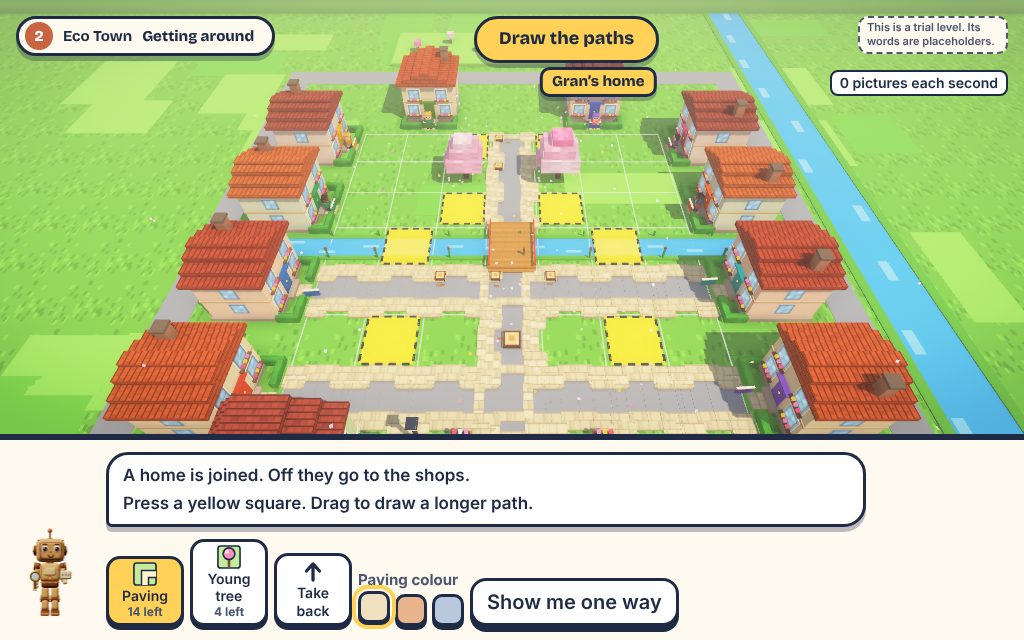 2 Eco Town Getting around
Draw the paths
This is a trial level. Its
words are placeholders.
Gran's home
0 pictures each second
A home is joined. Off they go to the shops.
Press a yellow square. Drag to draw a longer path.
Paving
14 left
Young
tree
4 left
Take
back
Paving colour
Show me one way